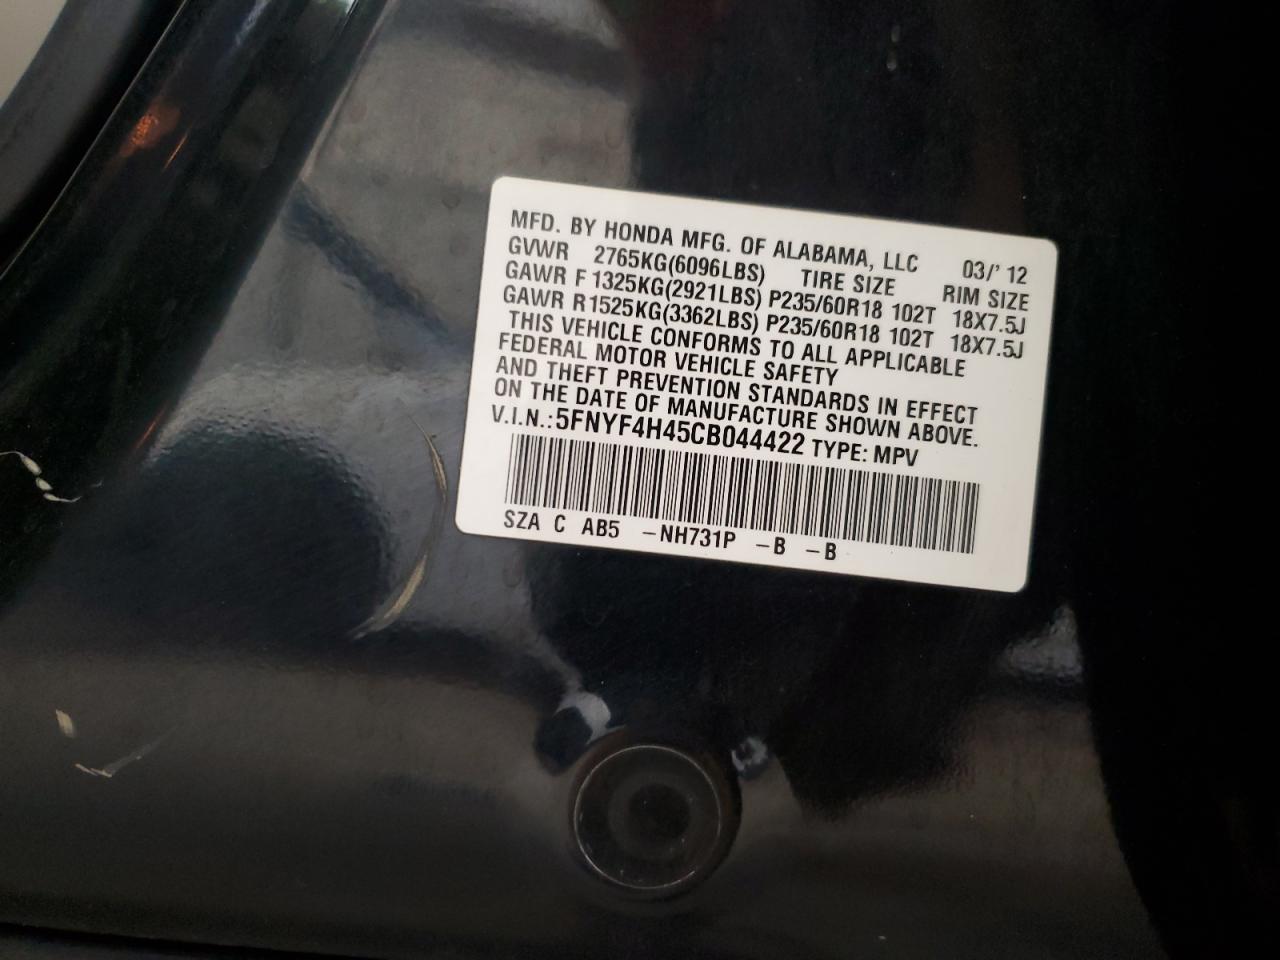 MFD. BY HONDA MFG. OF ALABAMA, LLC 03/' 12
GVWR 2765KG(6096LBS) TIRE SIZE RIM SIZE
GAWR F 1325KG(2921LBS) P235/60R18 102T 18X7.5J
GAWR R1525KG(3362LBS) P235/60R18 102T 18X7.5J
THIS VEHICLE CONFORMS TO ALL APPLICABLE
FEDERAL MOTOR VEHICLE SAFETY
AND THEFT PREVENTION STANDARDS IN EFFECT
ON THE DATE OF MANUFACTURE SHOWN ABOVE.
V.I.N.:5FNYF4H45CB044422 TYPE: MPV
SZA C AB5 –NH731P –B –B